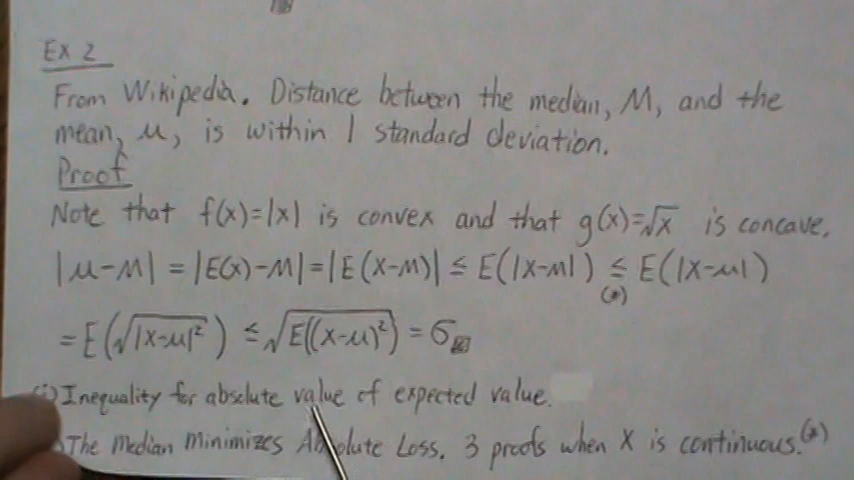 Ex 2
From Wikipedia. Distance between the median, M, and the
mean, μ, is within 1 standard deviation.
Proof
Note that f(x)=|x| is convex and that g(x)=√x is concave.
|μ-M| = |E(X)-M| = |E(X-M)| ≤ E(|X-M|) ≤ E(|X-μ|)
(*)
= E(√|X-μ|²) ≤ √E((X-μ)²) = σ
Inequality for absolute value of expected value.
The Median Minimizes Absolute Loss. 3 proofs when X is continuous.(*)